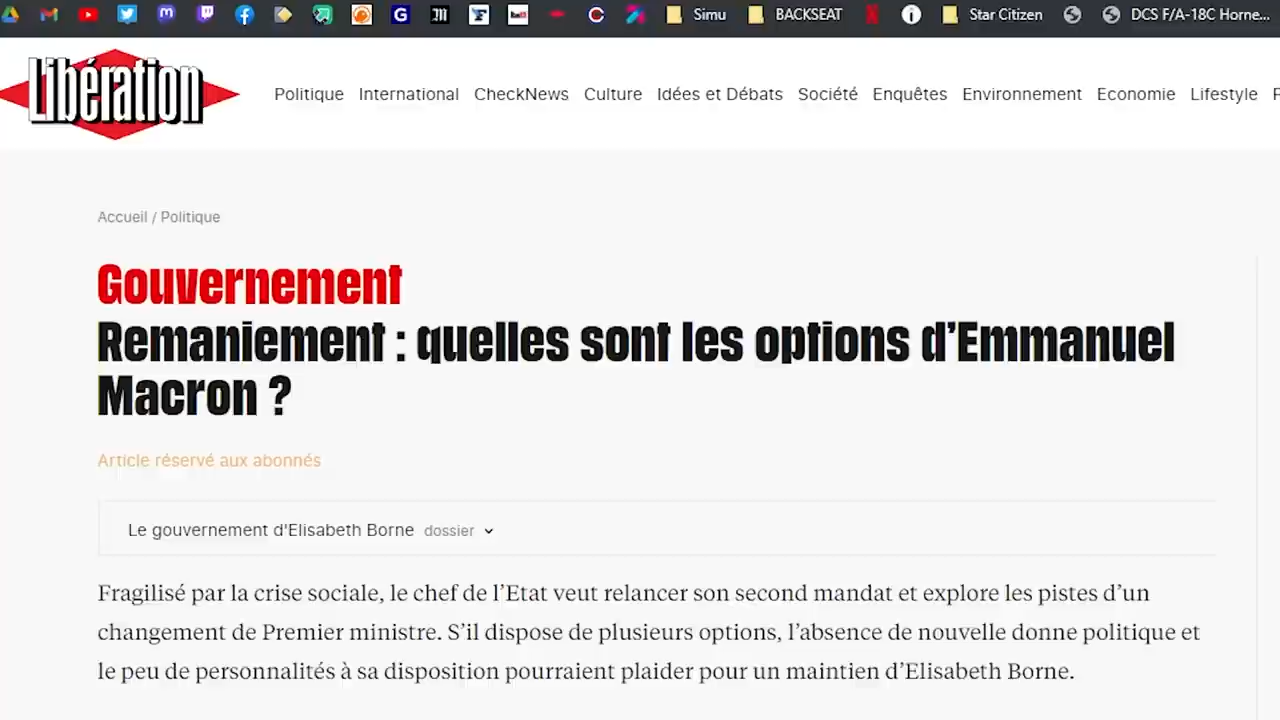 Simu BACKSEAT Star Citizen DCS F/A-18C Horne...
Libération
Politique International CheckNews Culture Idées et Débats Société Enquêtes Environnement Economie Lifestyle
Accueil / Politique
Gouvernement
Remaniement : quelles sont les options d’Emmanuel
Macron ?
Article réservé aux abonnés
Le gouvernement d'Elisabeth Borne dossier
Fragilisé par la crise sociale, le chef de l’Etat veut relancer son second mandat et explore les pistes d’un
changement de Premier ministre. S’il dispose de plusieurs options, l’absence de nouvelle donne politique et
le peu de personnalités à sa disposition pourraient plaider pour un maintien d’Elisabeth Borne.